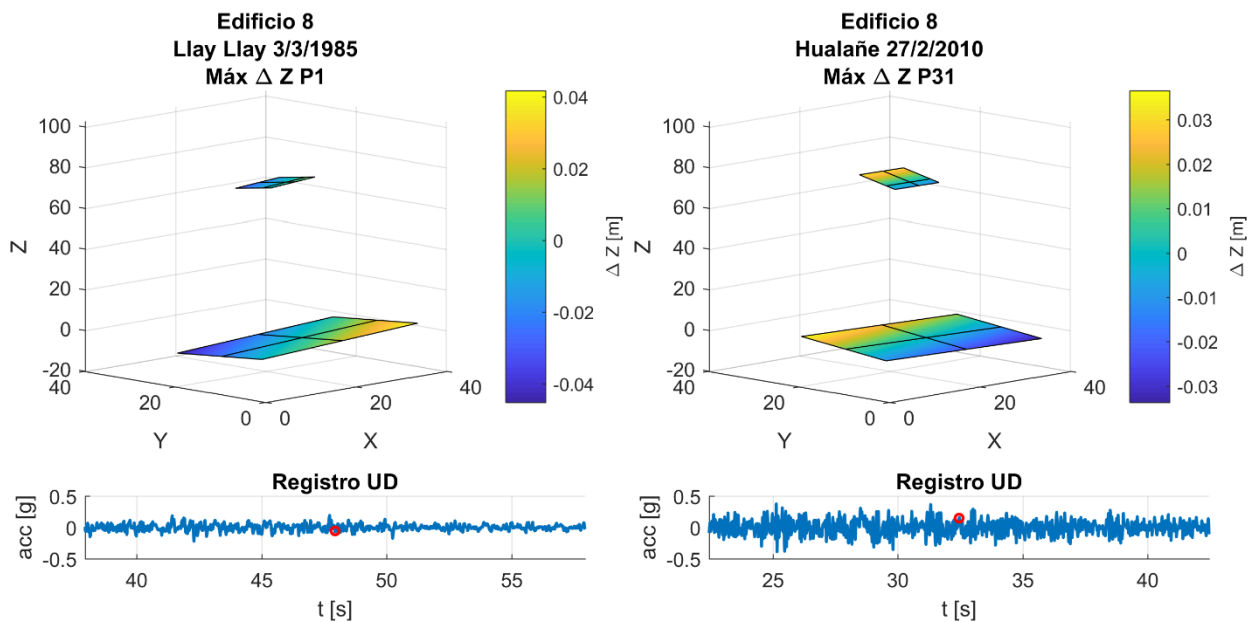 Edificio 8
Llay Llay 3/3/1985
Máx Δ Z P1
100
80
60
40
20
0
-20
Z
40
20
0
Y
0
20
40
X
0.04
0.02
0
-0.02
-0.04
Δ Z [m]
Edificio 8
Hualañe 27/2/2010
Máx Δ Z P31
100
80
60
40
20
0
-20
Z
40
20
0
Y
0
20
40
X
0.03
0.02
0.01
0
-0.01
-0.02
-0.03
Δ Z [m]
Registro UD
0.5
0
-0.5
acc [g]
40
45
50
55
t [s]
Registro UD
0.5
0
-0.5
acc [g]
25
30
35
40
t [s]